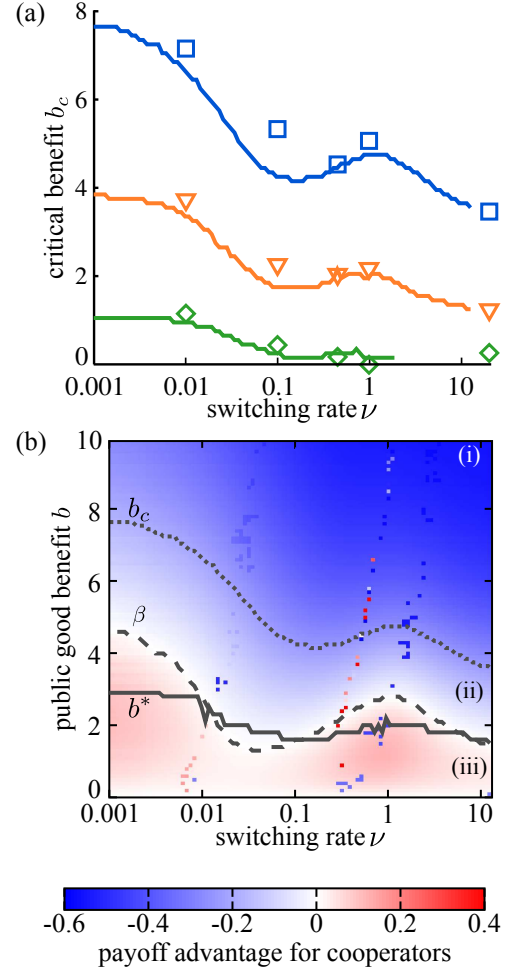 (a)
critical benefit b_c
8
6
4
2
0
0.001 0.01 0.1 1 10
switching rate ν
(b)
public good benefit b
10
8
6
4
2
0
(i)
b_c
β
(ii)
b*
(iii)
0.001 0.01 0.1 1 10
switching rate ν
-0.6 -0.4 -0.2 0 0.2 0.4
payoff advantage for cooperators